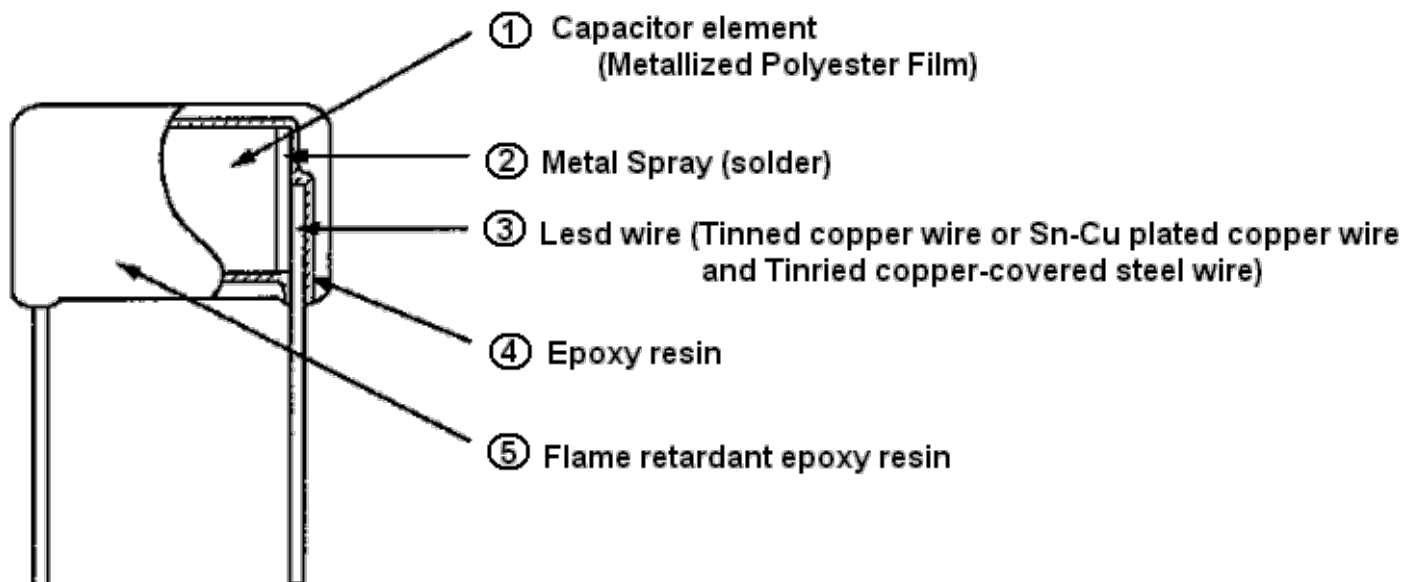 ① Capacitor element
(Metallized Polyester Film)
② Metal Spray (solder)
③ Lesd wire (Tinned copper wire or Sn-Cu plated copper wire
and Tinried copper-covered steel wire)
④ Epoxy resin
⑤ Flame retardant epoxy resin